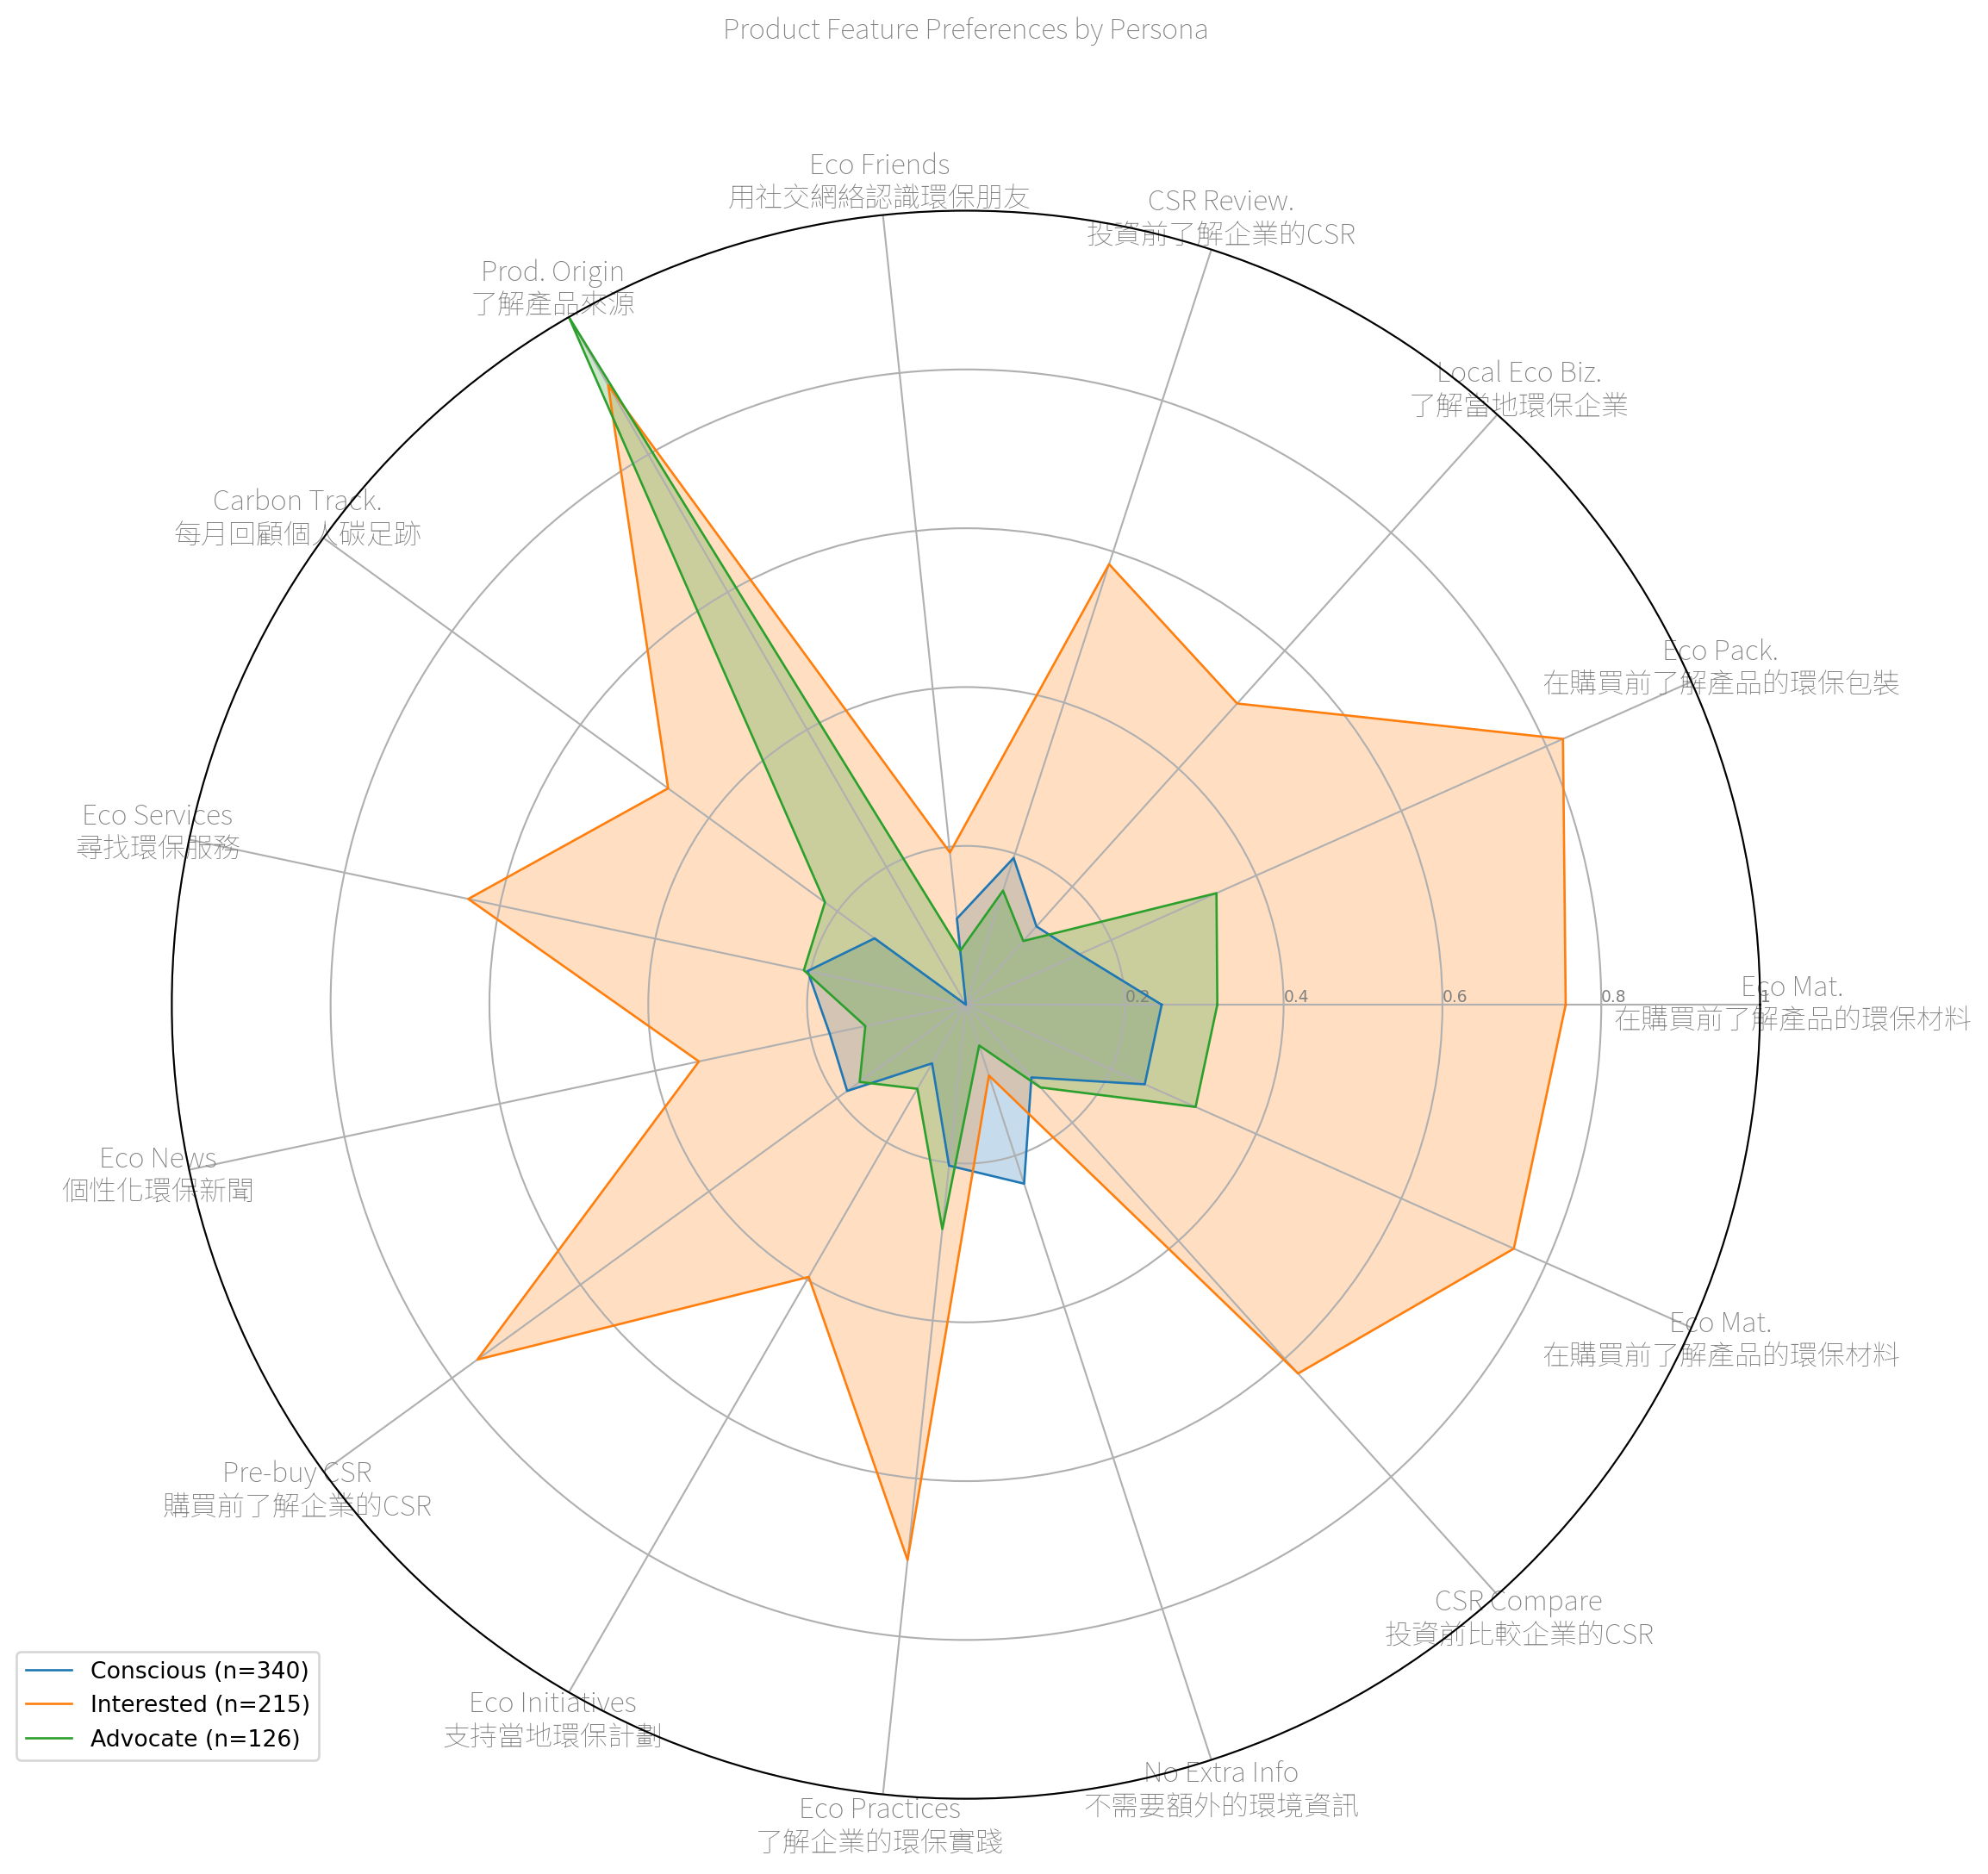 Product Feature Preferences by Persona
Eco Friends
用社交網絡認識環保朋友
CSR Review.
投資前了解企業的CSR
Prod. Origin
了解產品來源
Local Eco Biz.
了解當地環保企業
Carbon Track.
每月回顧個人碳足跡
Eco Pack.
在購買前了解產品的環保包裝
Eco Services
尋找環保服務
0.2
0.4
0.6
0.8
1
Eco Mat.
在購買前了解產品的環保材料
Eco News
個性化環保新聞
Eco Mat.
在購買前了解產品的環保材料
Pre-buy CSR
購買前了解企業的CSR
CSR Compare
投資前比較企業的CSR
Eco Initiatives
支持當地環保計劃
No Extra Info
不需要額外的環境資訊
Eco Practices
了解企業的環保實踐
Conscious (n=340)
Interested (n=215)
Advocate (n=126)